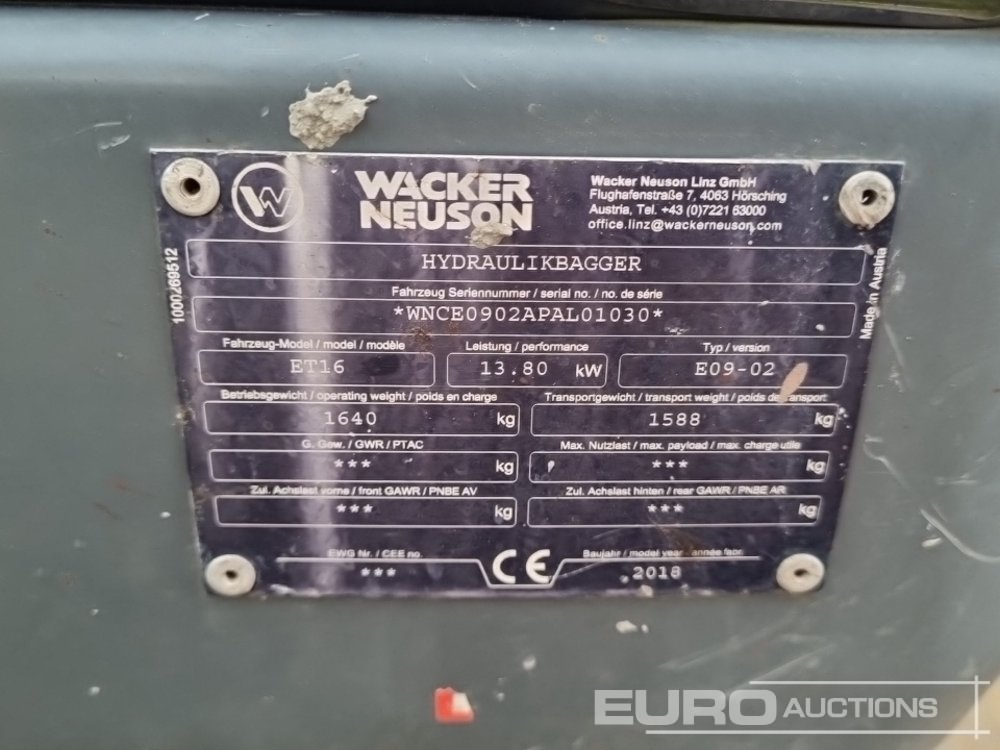 W
WACKER
NEUSON
Wacker Neuson Linz GmbH
Flughafenstraße 7, 4063 Hörsching
Austria, Tel. +43 (0)7221 63000
office.linz@wackerneuson.com
1000269512
Made in Austria
HYDRAULIKBAGGER
Fahrzeug Seriennummer / serial no. / no. de série
*WNCE0902APAL01030*
Fahrzeug-Model / model / modèle
Leistung / performance
Typ / version
ET16
13.80 kW
E09-02
Betriebsgewicht / operating weight / poids en charge
Transportgewicht / transport weight / poids de transport
1640 kg
1588 kg
G. Gew. / GWR / PTAC
Max. Nutzlast / max. payload / max. charge utile
*** kg
*** kg
Zul. Achslast vorne / front GAWR / PNBE AV
Zul. Achslast hinten / rear GAWR / PNBE AR
*** kg
*** kg
EWG Nr. / CEE no.
CE
Baujahr / model year / année fabr.
***
2018
EURO AUCTIONS